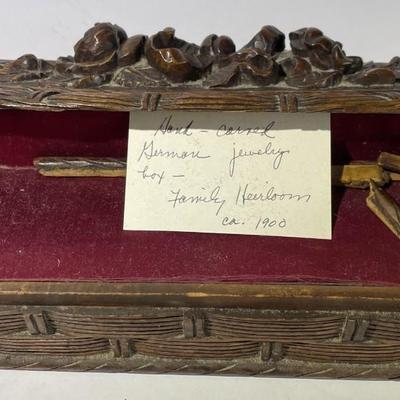 Hand-carved
German jewelry
box -
Family Heirloom
ca. 1900